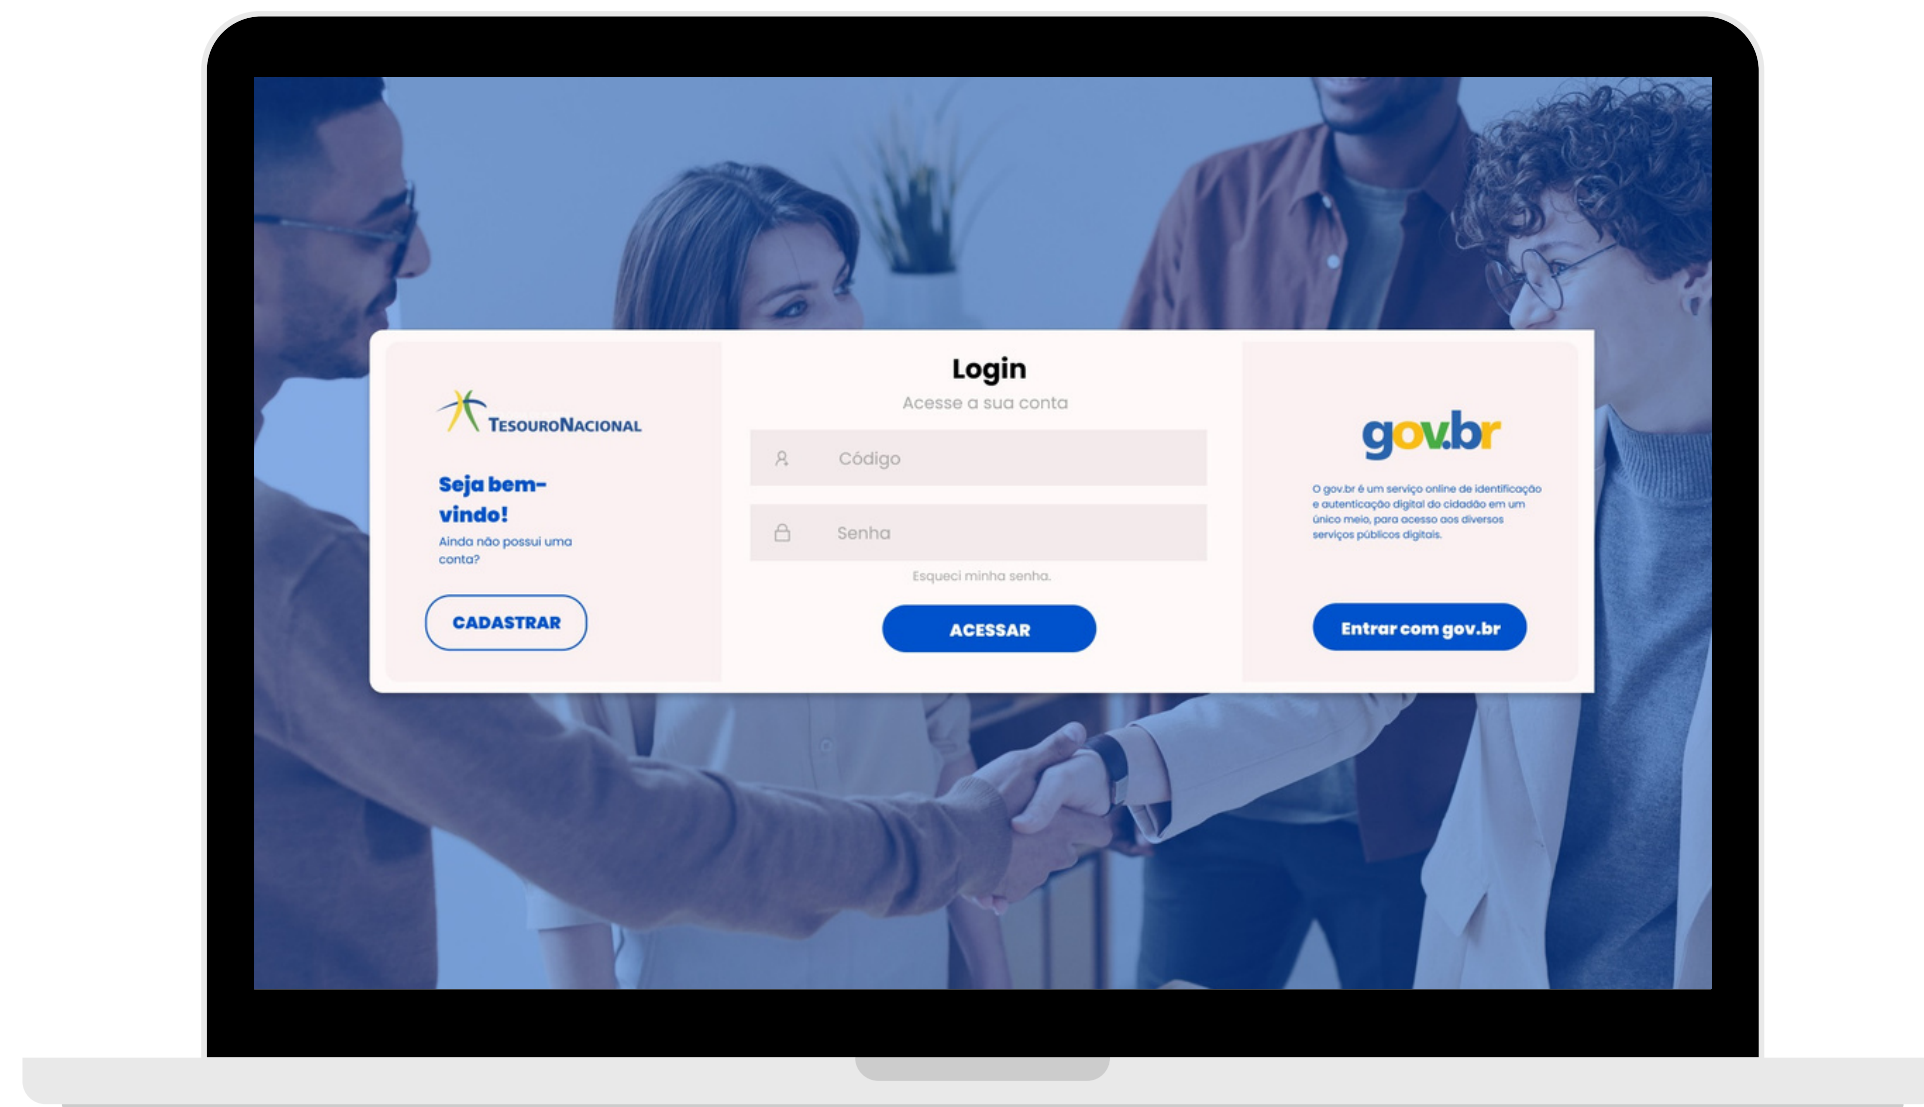 TESOURONACIONAL
Seja bem-
vindo!
Ainda não possui uma
conta?
CADASTRAR
Login
Acesse a sua conta
Código
Senha
Esqueci minha senha.
ACESSAR
gov.br
O gov.br é um serviço online de identificação
e autenticação digital do cidadão em um
único meio, para acesso aos diversos
serviços públicos digitais.
Entrar com gov.br